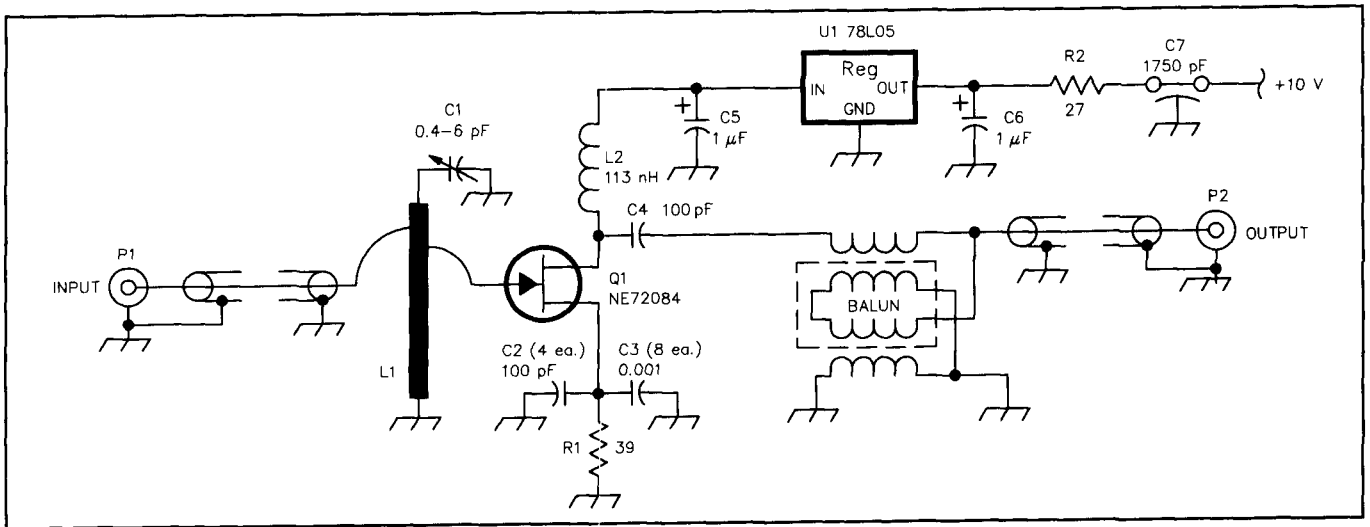 U1 78L05
Reg
IN
OUT
GND
R2
27
C7
1750 pF
+10 V
C1
0.4–6 pF
+
C5
1 μF
+
C6
1 μF
L2
113 nH
C4 100 pF
P2
OUTPUT
P1
INPUT
Q1
NE72084
BALUN
L1
C2 (4 ea.)
100 pF
C3 (8 ea.)
0.001
R1
39